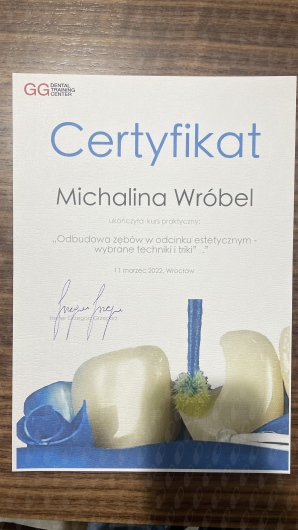 GG DENTAL
TRAINING
CENTER
Certyfikat
Michalina Wróbel
ukończyła kurs praktyczny:
„Odbudowa zębów w odcinku estetycznym -
wybrane techniki i triki” .”
11 marzec 2022, Wrocław